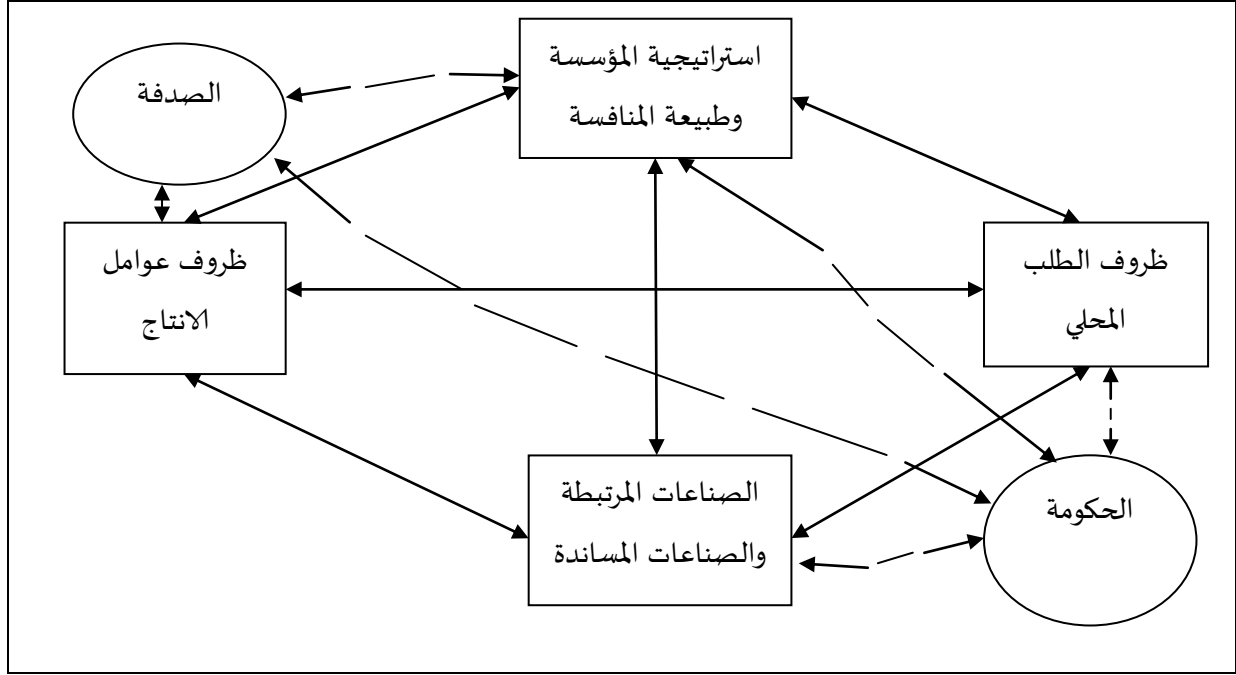 استراتيجية المؤسسة
وطبيعة المنافسة
الصدفة
ظروف الطلب
المحلي
ظروف عوامل
الانتاج
الصناعات المرتبطة
والصناعات المساندة
الحكومة